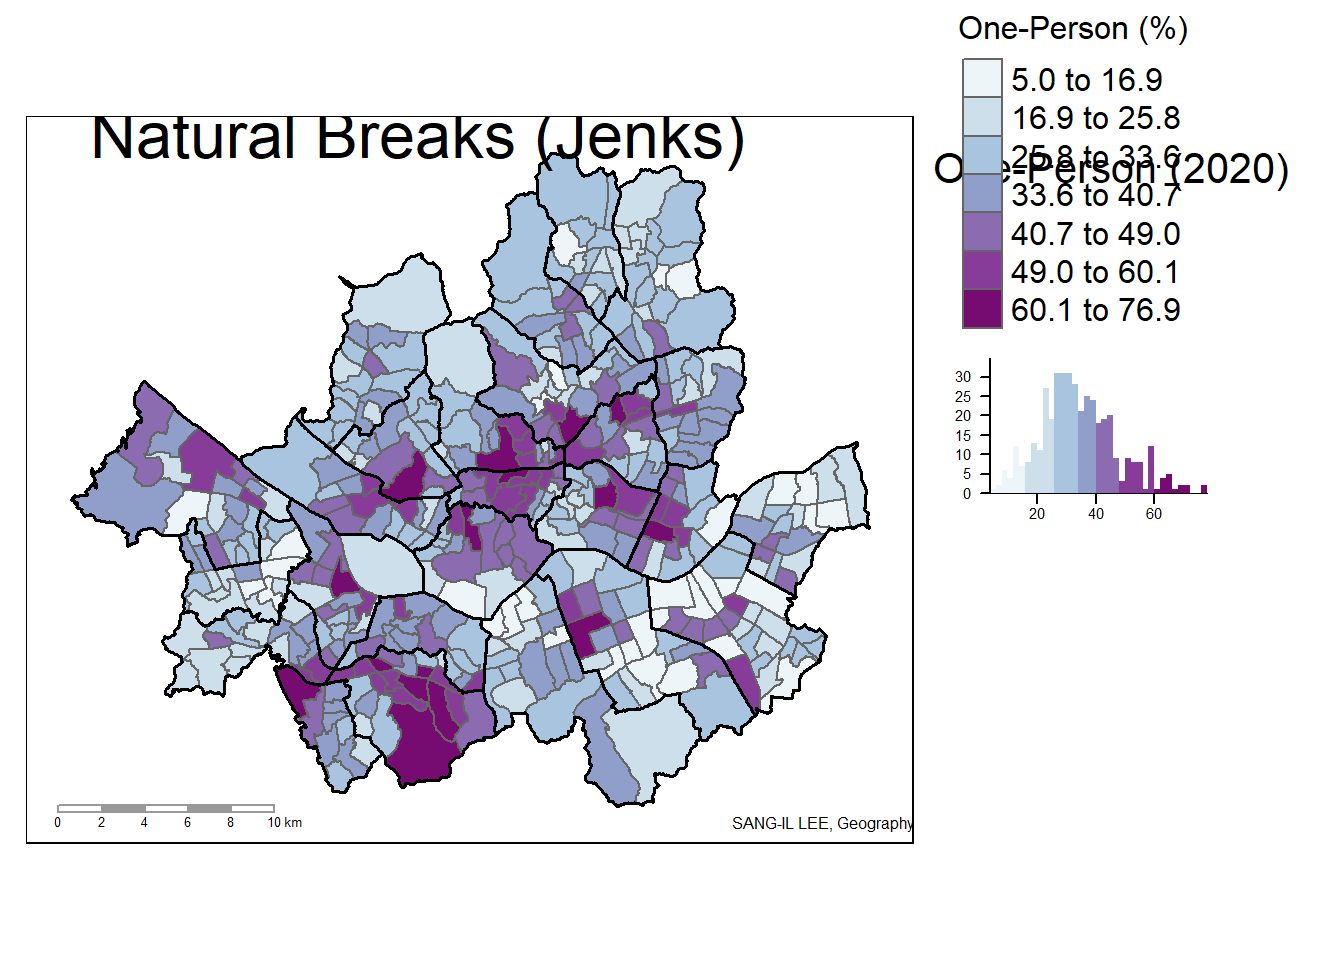 One-Person (%)
5.0 to 16.9
16.9 to 25.8
25.8 to 33.6
33.6 to 40.7
40.7 to 49.0
49.0 to 60.1
60.1 to 76.9
One-Person (2020)
Natural Breaks (Jenks)
30
25
20
15
10
5
0
20 40 60
0 2 4 6 8 10 km
SANG-IL LEE, Geography